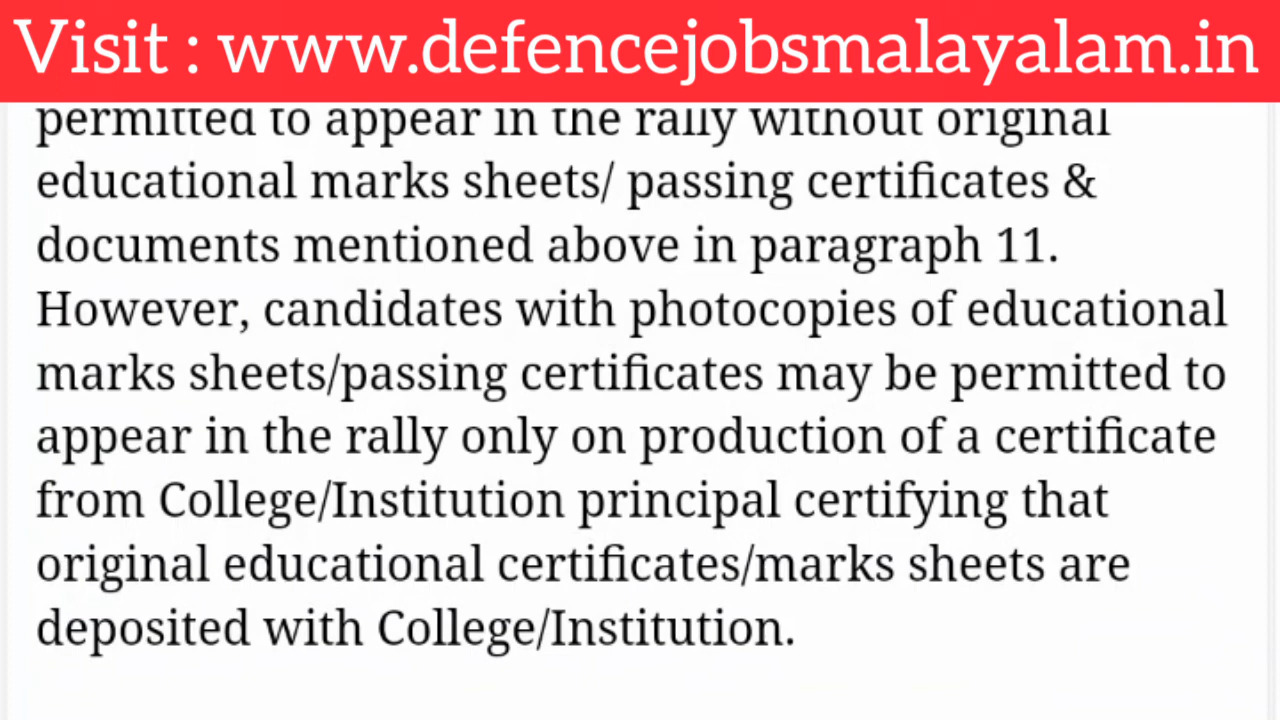 Visit : www.defencejobsmalayalam.in
permitted to appear in the rally without original
educational marks sheets/ passing certificates &
documents mentioned above in paragraph 11.
However, candidates with photocopies of educational
marks sheets/passing certificates may be permitted to
appear in the rally only on production of a certificate
from College/Institution principal certifying that
original educational certificates/marks sheets are
deposited with College/Institution.